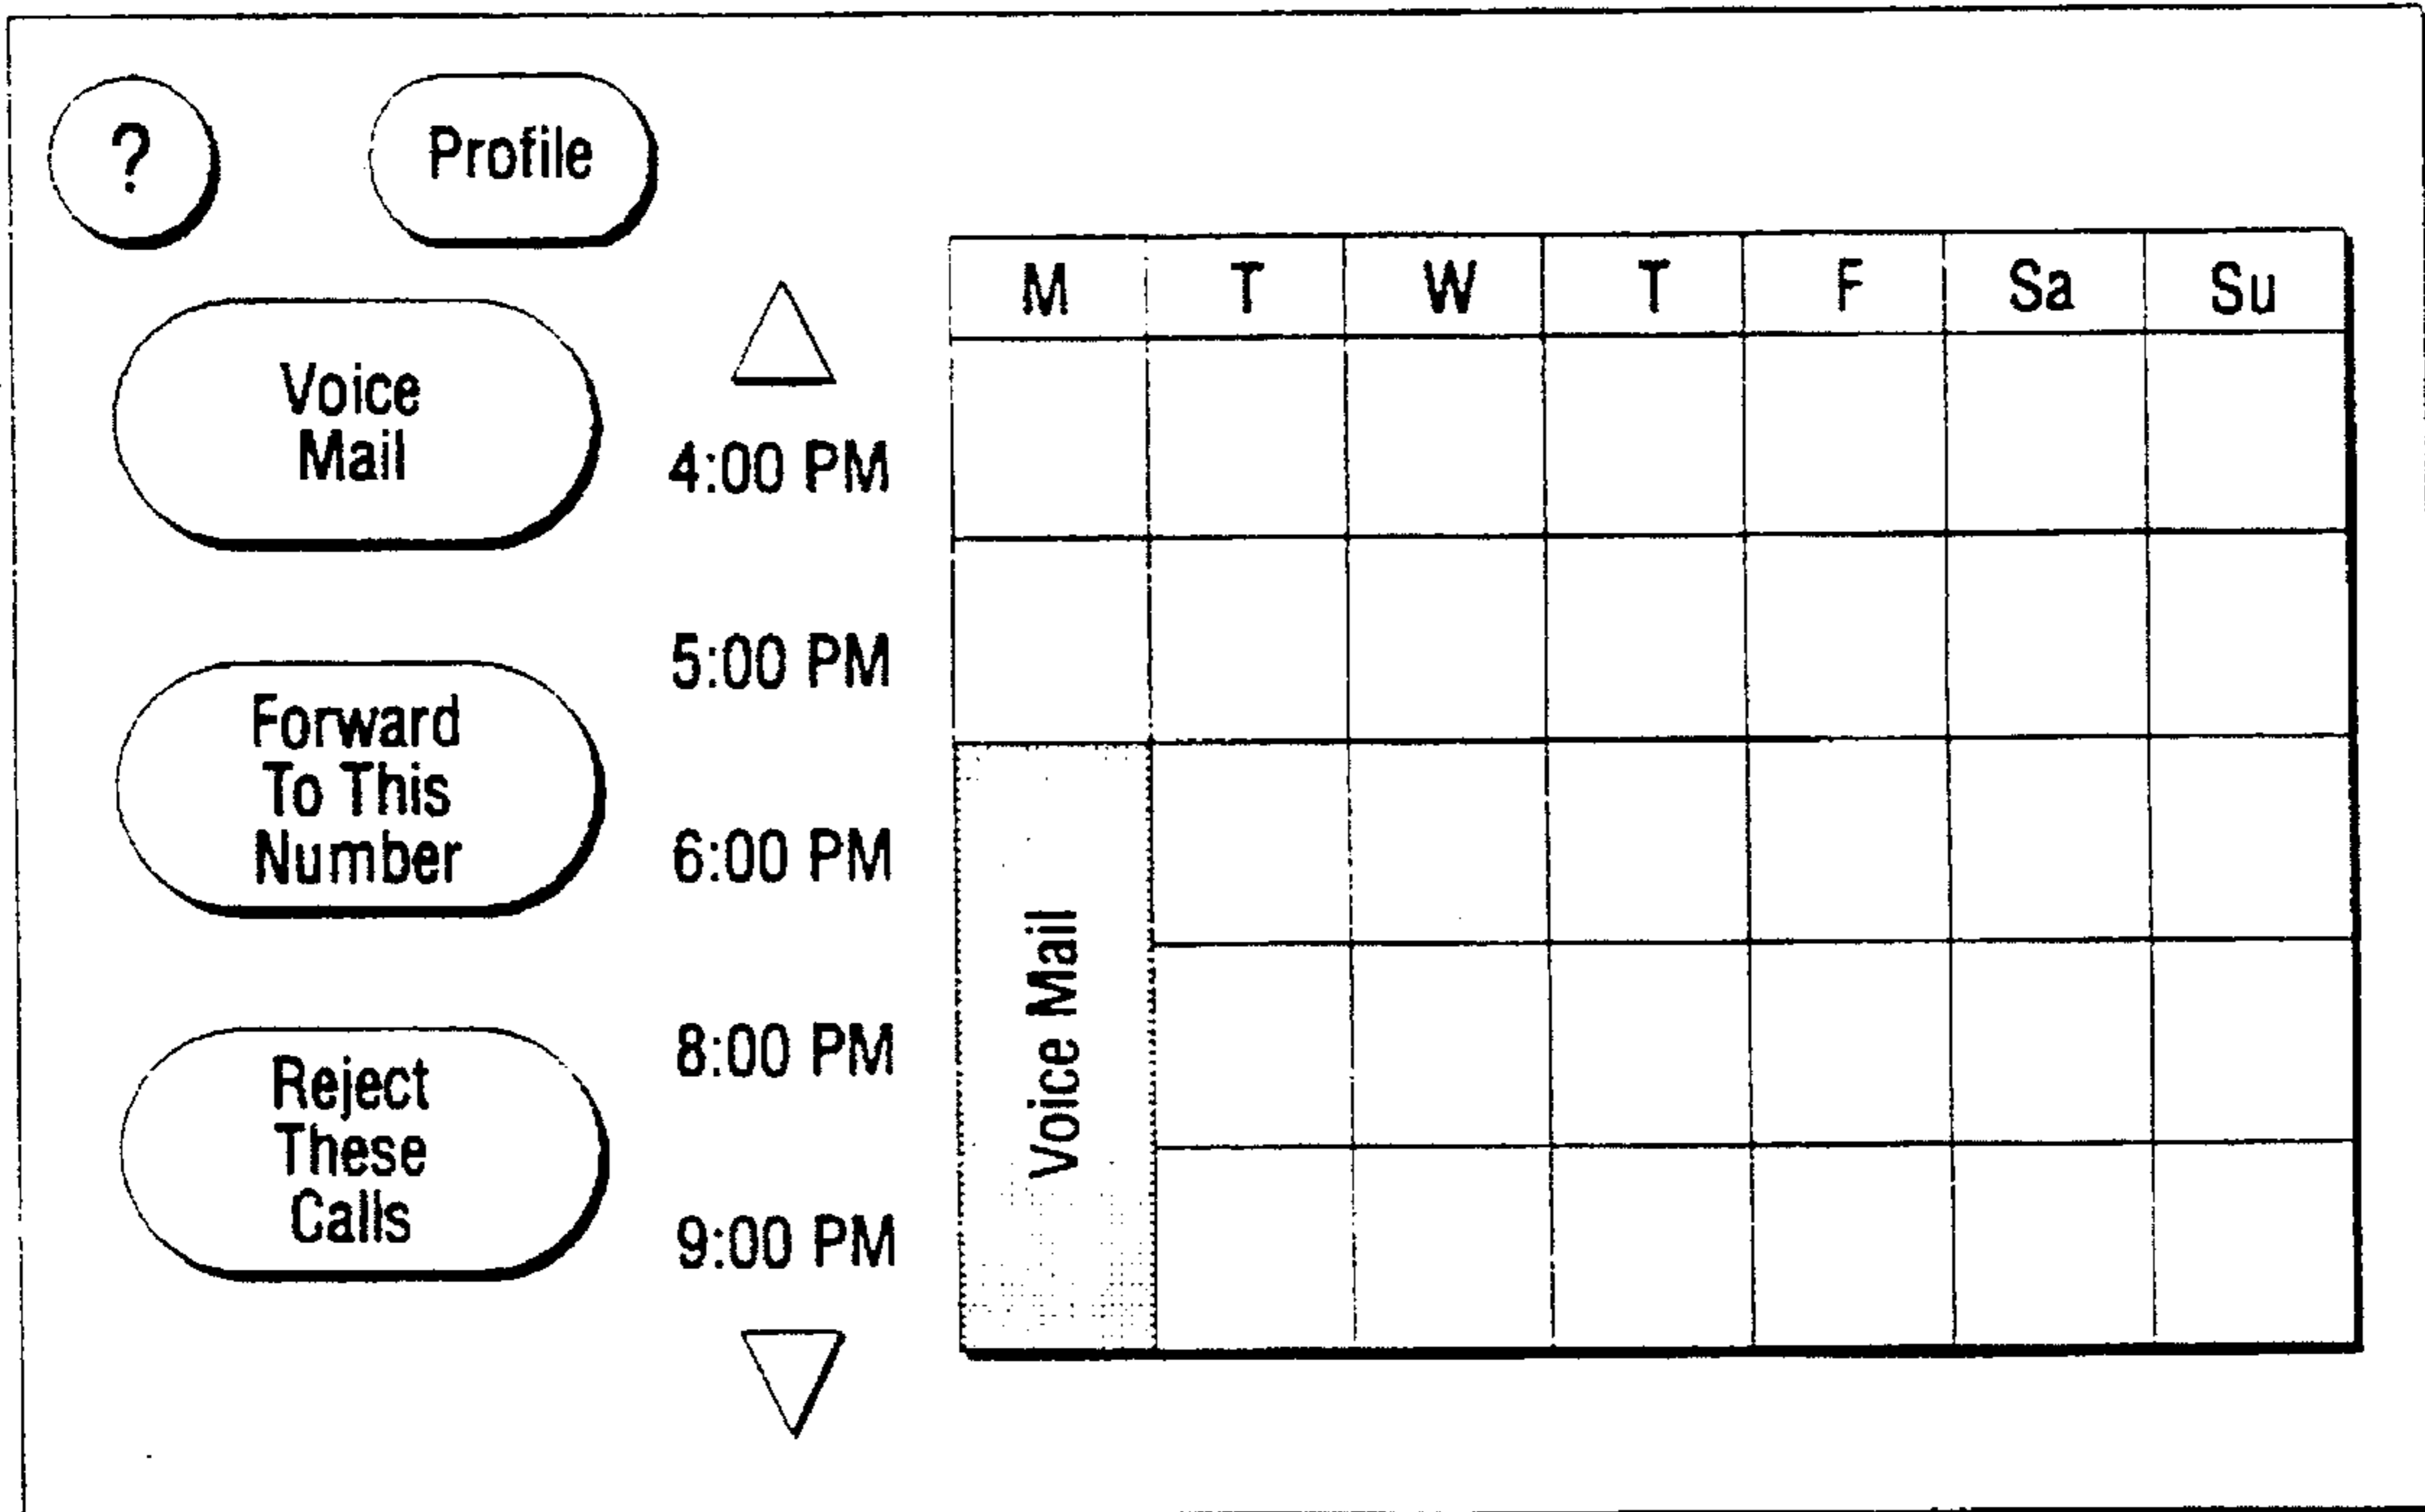 ?
Profile
M T W T F Sa Su
Voice
Mail
4:00 PM
5:00 PM
Forward
To This
Number
6:00 PM
Voice Mail
8:00 PM
Reject
These
Calls
9:00 PM